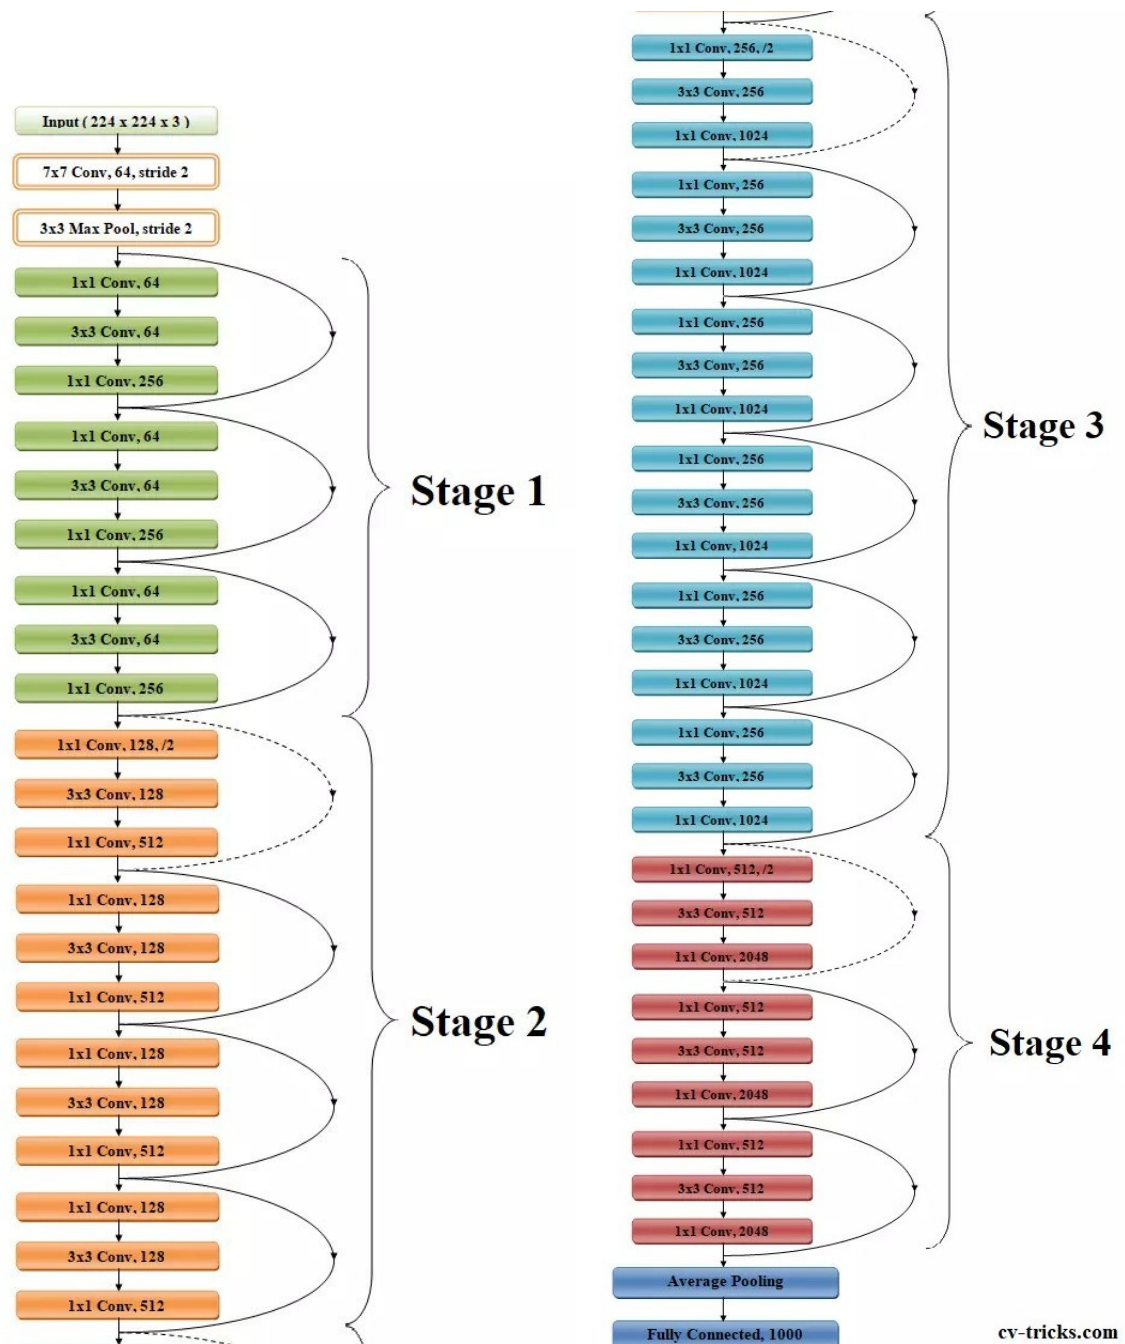 Input ( 224 x 224 x 3 )
7x7 Conv, 64, stride 2
3x3 Max Pool, stride 2
1x1 Conv, 64
3x3 Conv, 64
1x1 Conv, 256
1x1 Conv, 64
3x3 Conv, 64
1x1 Conv, 256
1x1 Conv, 64
3x3 Conv, 64
1x1 Conv, 256
Stage 1
1x1 Conv, 128, /2
3x3 Conv, 128
1x1 Conv, 512
1x1 Conv, 128
3x3 Conv, 128
1x1 Conv, 512
1x1 Conv, 128
3x3 Conv, 128
1x1 Conv, 512
1x1 Conv, 128
3x3 Conv, 128
1x1 Conv, 512
Stage 2
1x1 Conv, 256, /2
3x3 Conv, 256
1x1 Conv, 1024
1x1 Conv, 256
3x3 Conv, 256
1x1 Conv, 1024
1x1 Conv, 256
3x3 Conv, 256
1x1 Conv, 1024
1x1 Conv, 256
3x3 Conv, 256
1x1 Conv, 1024
1x1 Conv, 256
3x3 Conv, 256
1x1 Conv, 1024
1x1 Conv, 256
3x3 Conv, 256
1x1 Conv, 1024
Stage 3
1x1 Conv, 512, /2
3x3 Conv, 512
1x1 Conv, 2048
1x1 Conv, 512
3x3 Conv, 512
1x1 Conv, 2048
1x1 Conv, 512
3x3 Conv, 512
1x1 Conv, 2048
Stage 4
Average Pooling
Fully Connected, 1000
cv-tricks.com